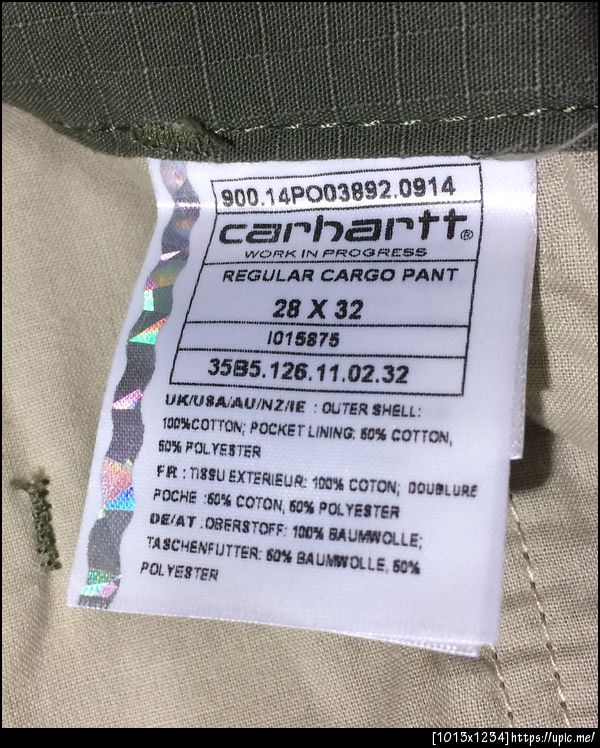 900.14PO03892.0914
carhartt®
WORK IN PROGRESS
REGULAR CARGO PANT
28 X 32
I015875
35B5.126.11.02.32
UK/USA/AU/NZ/IE : OUTER SHELL:
100%COTTON; POCKET LINING: 50% COTTON,
50% POLYESTER
FR : TISSU EXTERIEUR: 100% COTON; DOUBLURE
POCHE :50% COTON, 50% POLYESTER
DE/AT :OBERSTOFF: 100% BAUMWOLLE;
TASCHENFUTTER: 50% BAUMWOLLE, 50%
POLYESTER
[1013x1234]https://upic.me/